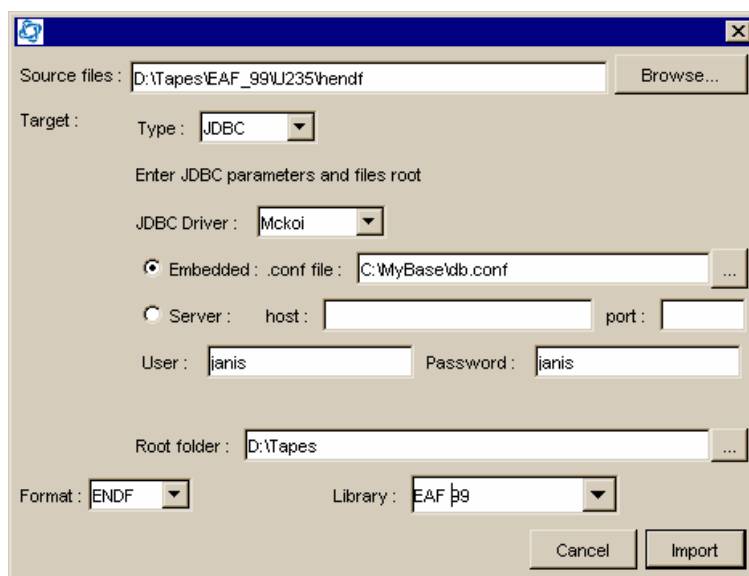 Source files : D:\Tapes\EAF_99\U235\hendf Browse...
Target : Type : JDBC
Enter JDBC parameters and files root
JDBC Driver : Mckoi
Embedded : .conf file : C:\MyBase\db.conf ...
Server : host : port :
User : janis Password : janis
Root folder : D:\Tapes ...
Format : ENDF Library : EAF 99
Cancel Import